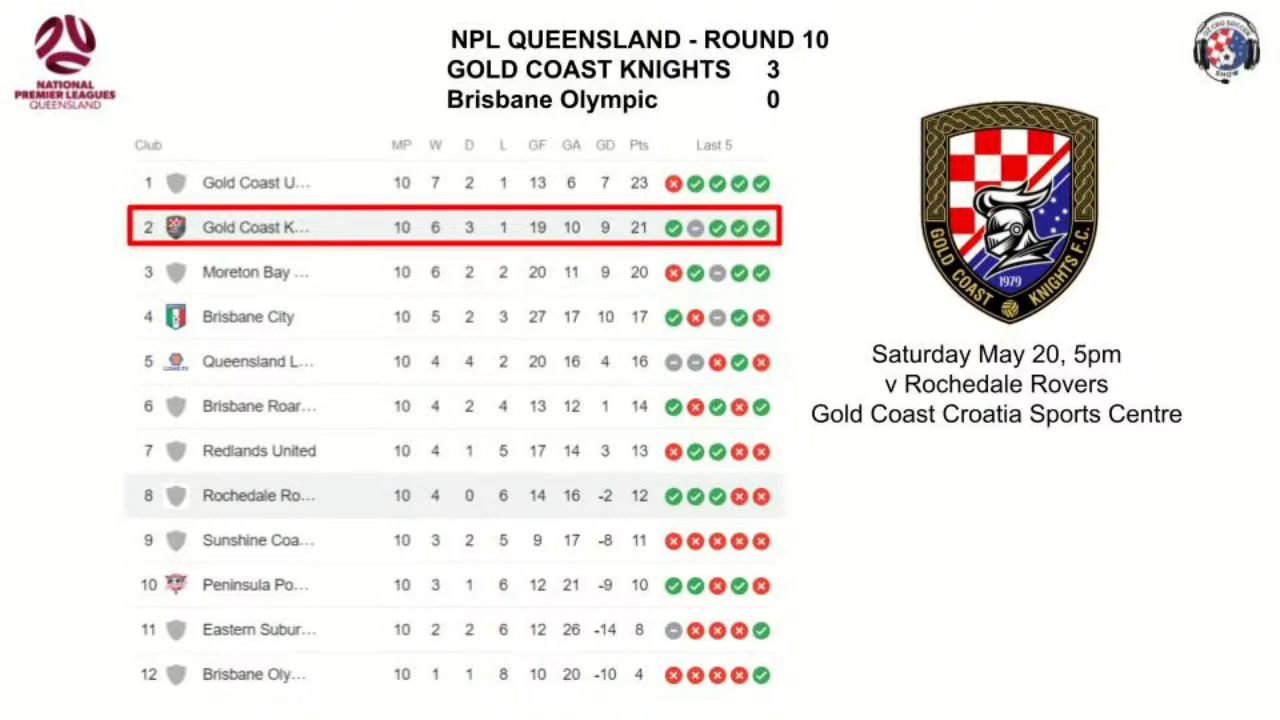 NATIONAL
PREMIER LEAGUES
QUEENSLAND
NPL QUEENSLAND - ROUND 10
GOLD COAST KNIGHTS 3
Brisbane Olympic 0
SOCCER
SHOW
Club MP W D L GF GA GD Pts Last 5
1 Gold Coast U... 10 7 2 1 13 6 7 23
2 Gold Coast K... 10 6 3 1 19 10 9 21
3 Moreton Bay ... 10 6 2 2 20 11 9 20
4 Brisbane City 10 5 2 3 27 17 10 17
5 Queensland L... 10 4 4 2 20 16 4 16
6 Brisbane Roar... 10 4 2 4 13 12 1 14
7 Redlands United 10 4 1 5 17 14 3 13
8 Rochedale Ro... 10 4 0 6 14 16 -2 12
9 Sunshine Coa... 10 3 2 5 9 17 -8 11
10 Peninsula Po... 10 3 1 6 12 21 -9 10
11 Eastern Subur... 10 2 2 6 12 26 -14 8
12 Brisbane Oly... 10 1 1 8 10 20 -10 4
GOLD COAST KNIGHTS F.C.
1979
Saturday May 20, 5pm
v Rochedale Rovers
Gold Coast Croatia Sports Centre